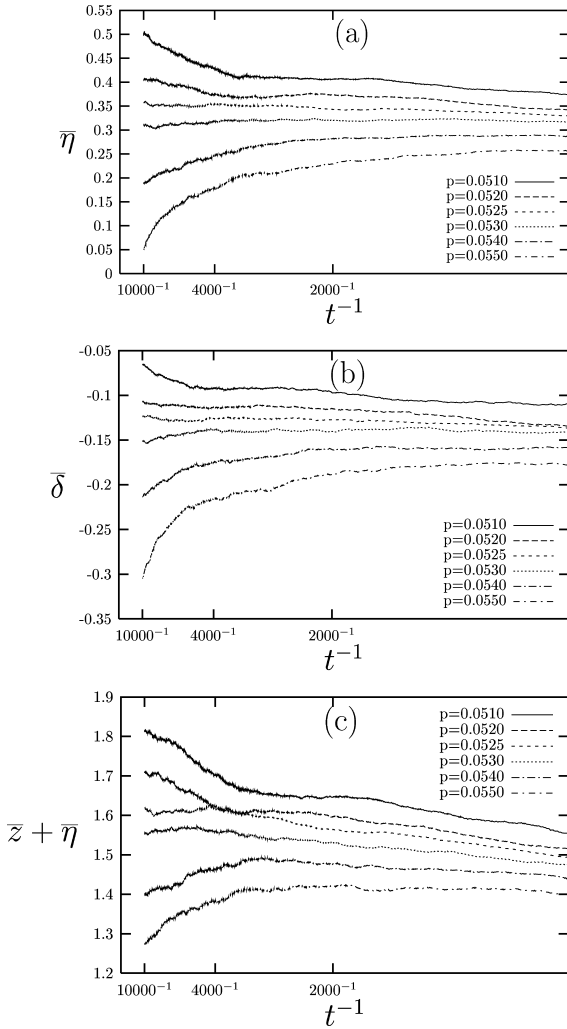 0.55
(a)
0.5
0.45
0.4
0.35
0.3
η̅
0.25
0.2
p=0.0510
p=0.0520
0.15
p=0.0525
0.1
p=0.0530
p=0.0540
0.05
p=0.0550
0
10000⁻¹ 4000⁻¹ 2000⁻¹
t⁻¹
-0.05
(b)
-0.1
-0.15
δ̅
-0.2
-0.25
p=0.0510
p=0.0520
p=0.0525
-0.3
p=0.0530
p=0.0540
p=0.0550
-0.35
10000⁻¹ 4000⁻¹ 2000⁻¹
t⁻¹
1.9
(c)
p=0.0510
1.8
p=0.0520
p=0.0525
p=0.0530
1.7
p=0.0540
p=0.0550
1.6
z̅ + η̅
1.5
1.4
1.3
1.2
10000⁻¹ 4000⁻¹ 2000⁻¹
t⁻¹